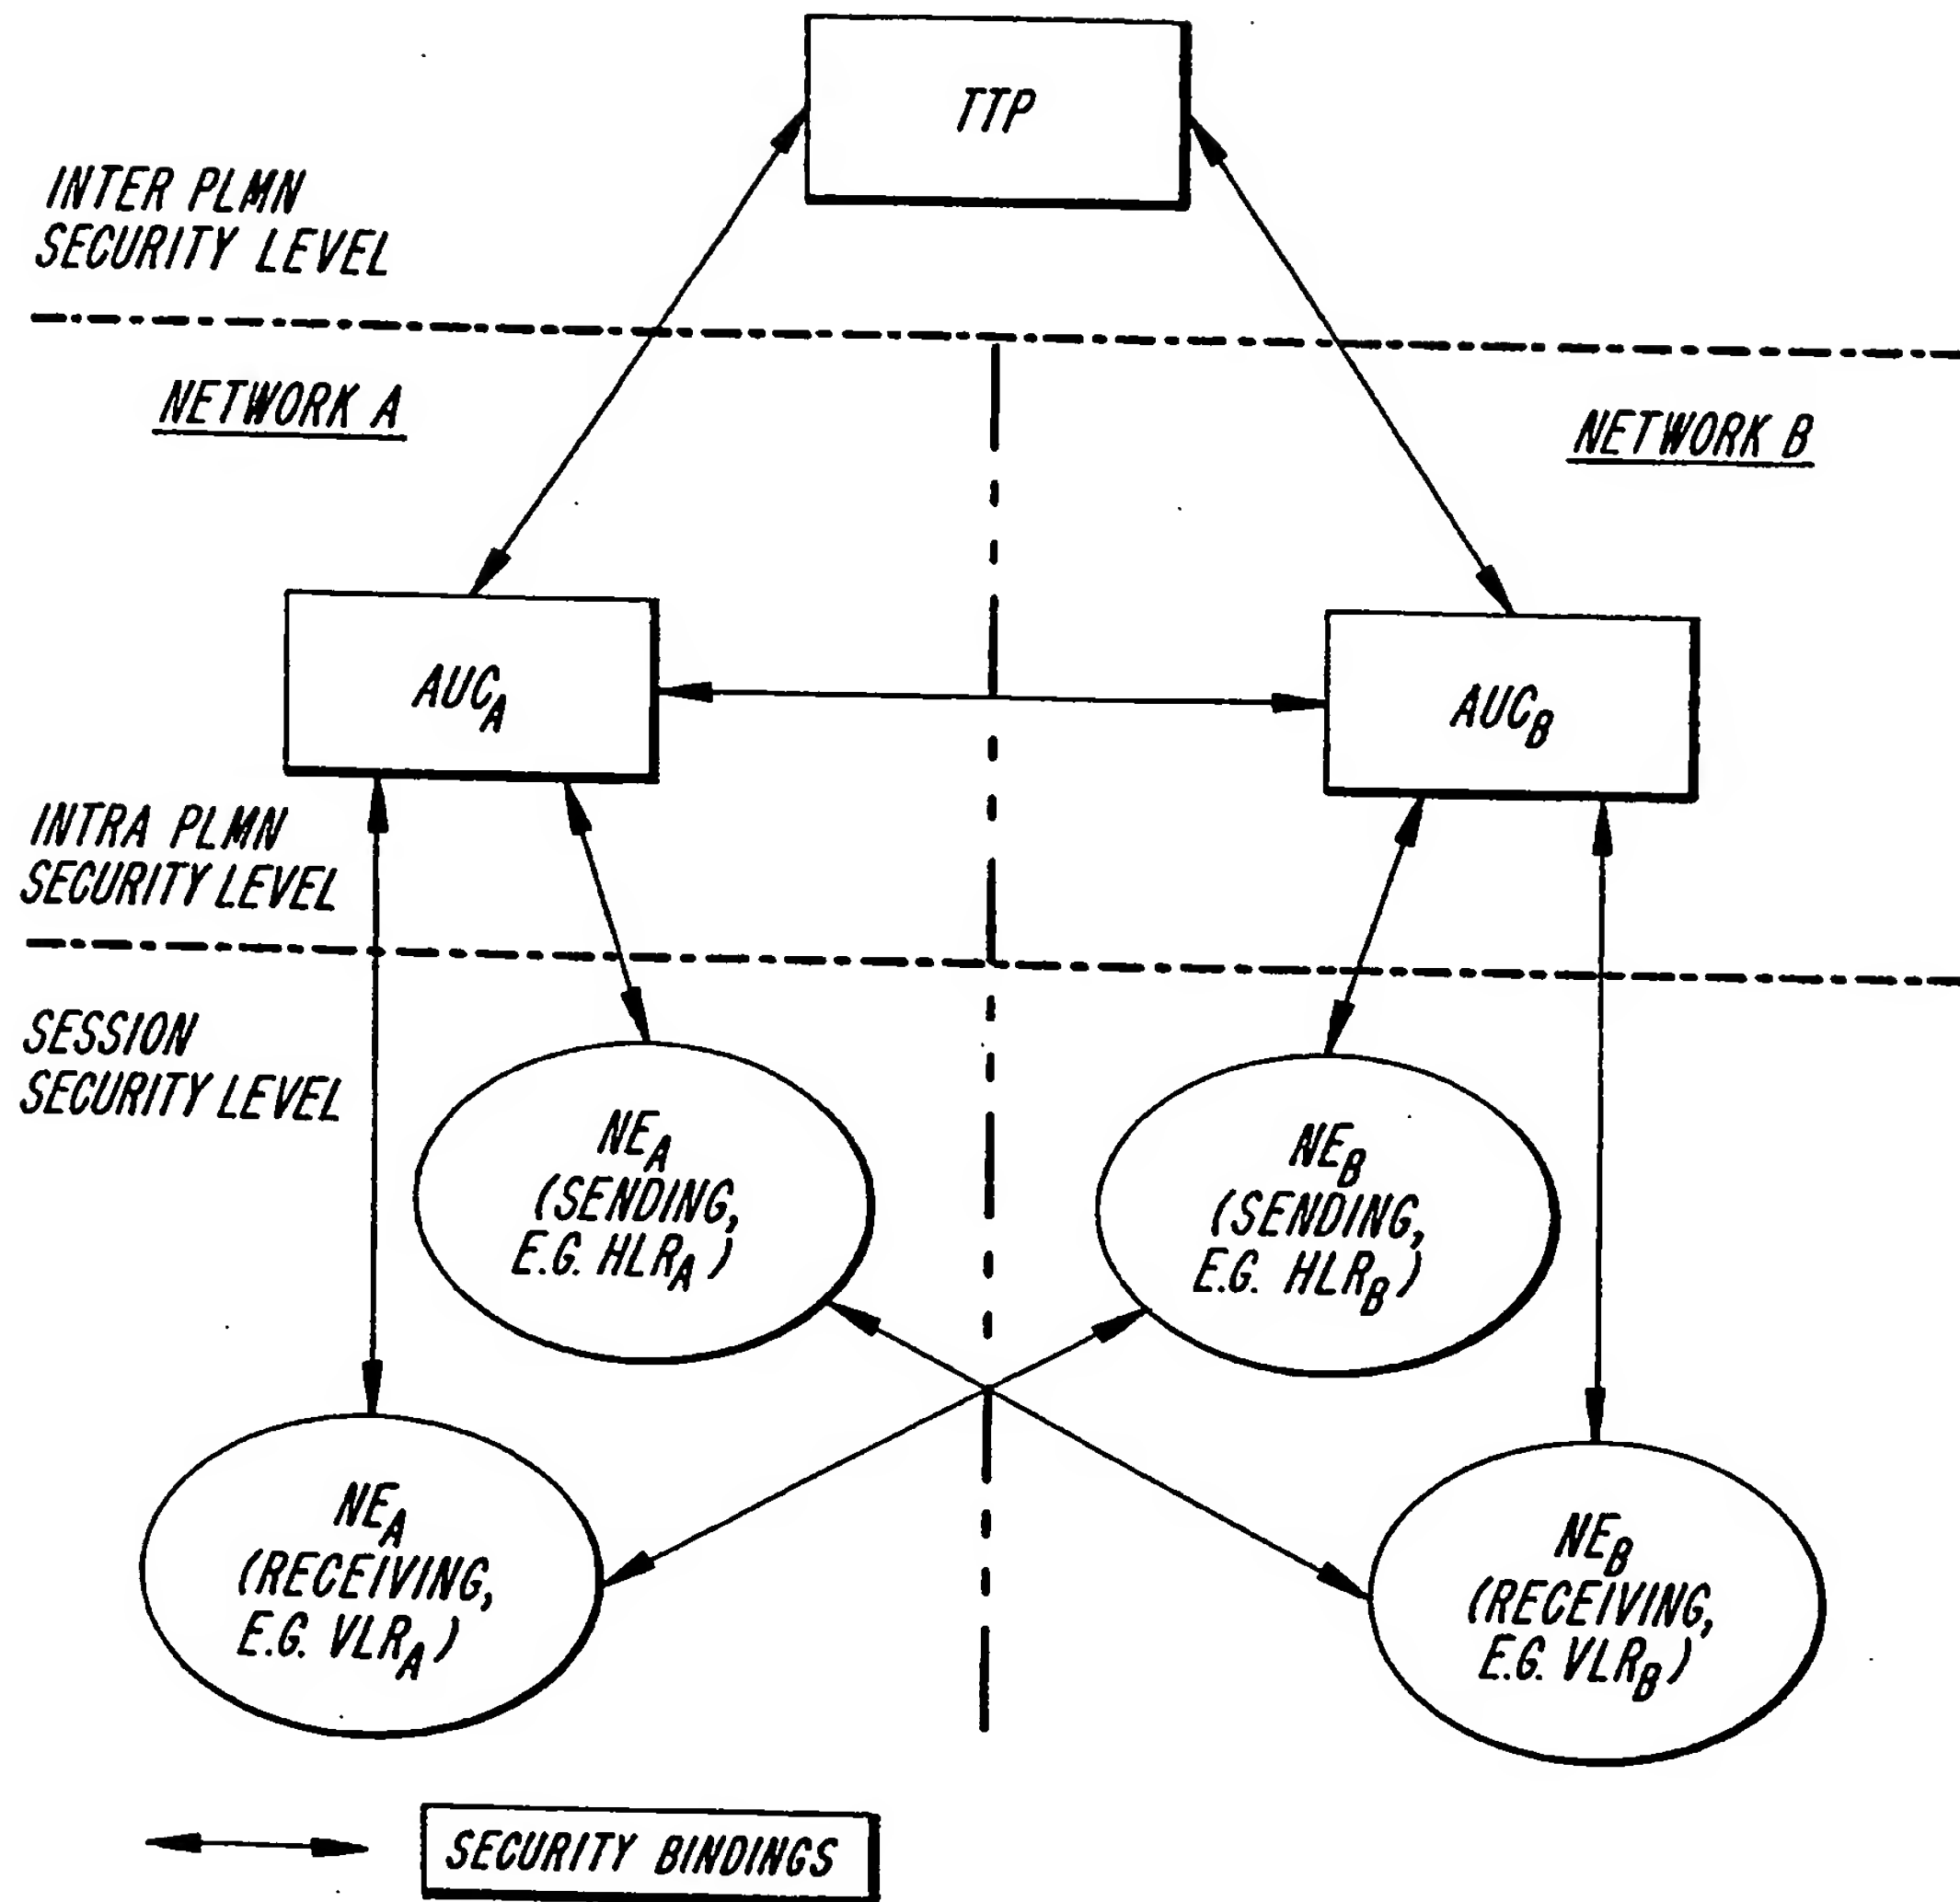 TTP
INTER PLMN
SECURITY LEVEL
NETWORK A
NETWORK B
AUCA
AUCB
INTRA PLMN
SECURITY LEVEL
SESSION
SECURITY LEVEL
NEA
(SENDING,
E.G. HLRA)
NEB
(SENDING,
E.G. HLRB)
NEA
(RECEIVING,
E.G. VLRA)
NEB
(RECEIVING,
E.G. VLRB)
SECURITY BINDINGS